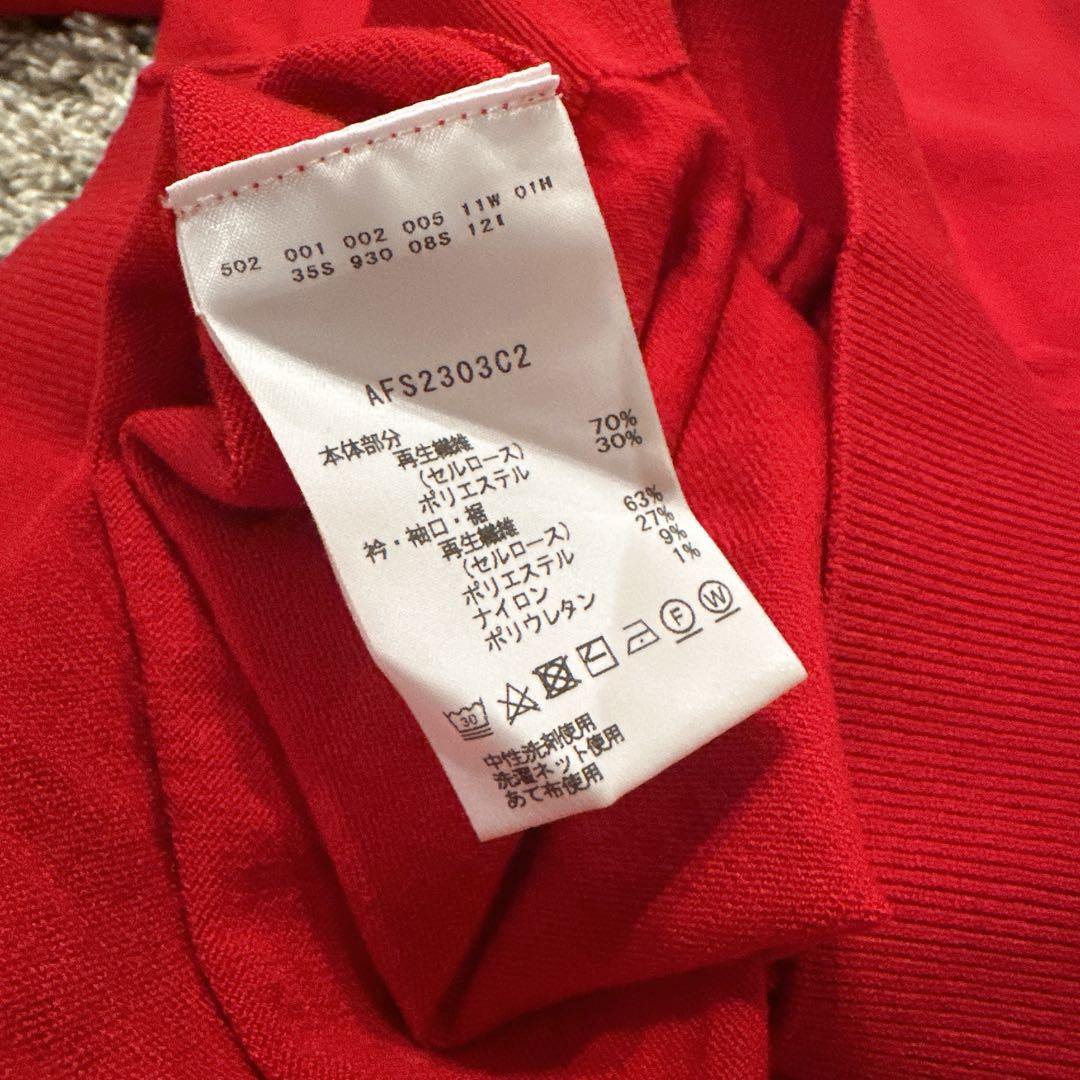 502 001 002 005 11W 01H
35S 930 08S 12I
AFS2303C2
本体部分
再生繊維 70%
(セルロース)
ポリエステル 30%
衿・袖口・裾
再生繊維 63%
(セルロース)
ポリエステル 27%
ナイロン 9%
ポリウレタン 1%
30 F W
中性洗剤使用
洗濯ネット使用
あて布使用